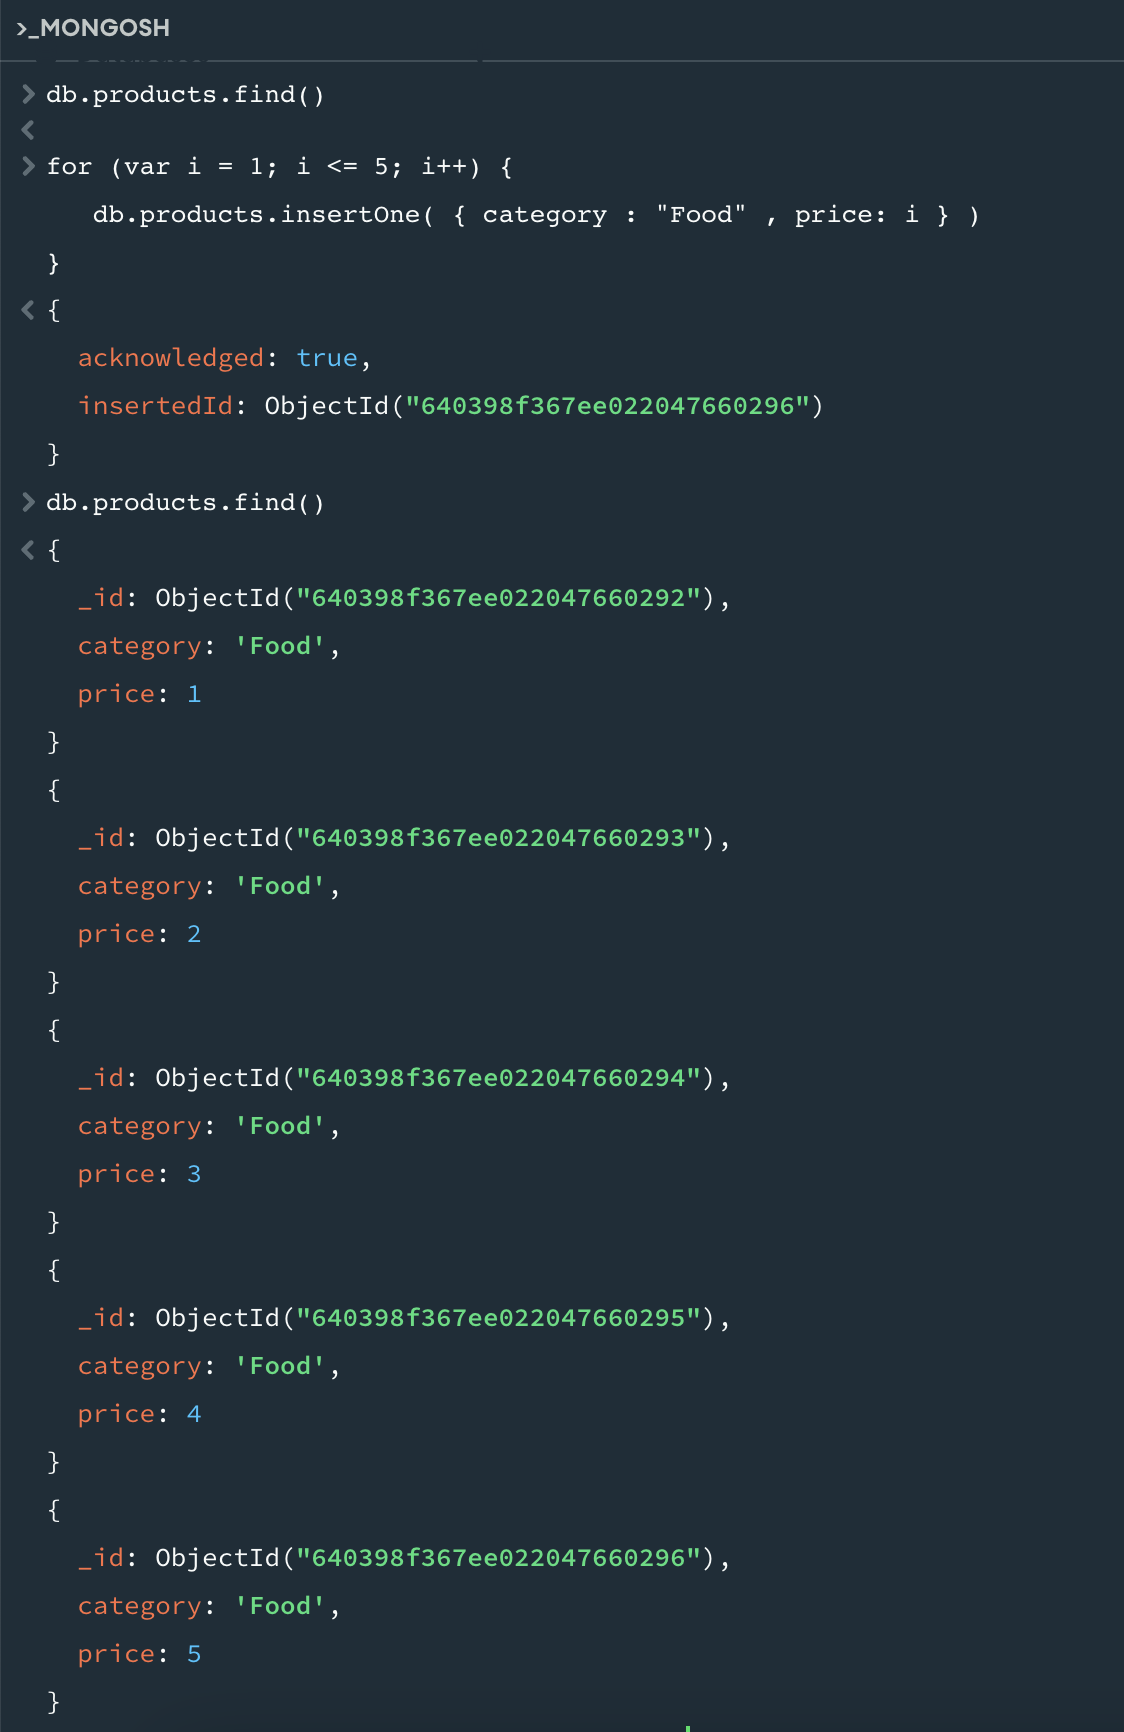 >_MONGOSH
> db.products.find()
<
> for (var i = 1; i <= 5; i++) {
db.products.insertOne( { category : "Food" , price: i } )
}
< {
acknowledged: true,
insertedId: ObjectId("640398f367ee022047660296")
}
> db.products.find()
< {
_id: ObjectId("640398f367ee022047660292"),
category: 'Food',
price: 1
}
{
_id: ObjectId("640398f367ee022047660293"),
category: 'Food',
price: 2
}
{
_id: ObjectId("640398f367ee022047660294"),
category: 'Food',
price: 3
}
{
_id: ObjectId("640398f367ee022047660295"),
category: 'Food',
price: 4
}
{
_id: ObjectId("640398f367ee022047660296"),
category: 'Food',
price: 5
}